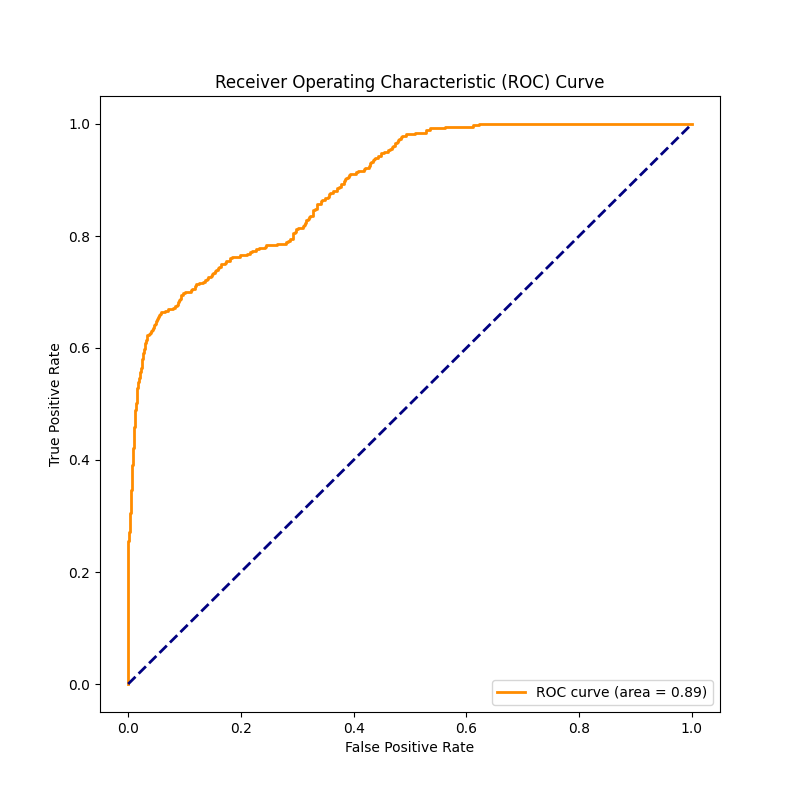 Receiver Operating Characteristic (ROC) Curve
True Positive Rate
1.0
0.8
0.6
0.4
0.2
0.0
ROC curve (area = 0.89)
0.0 0.2 0.4 0.6 0.8 1.0
False Positive Rate